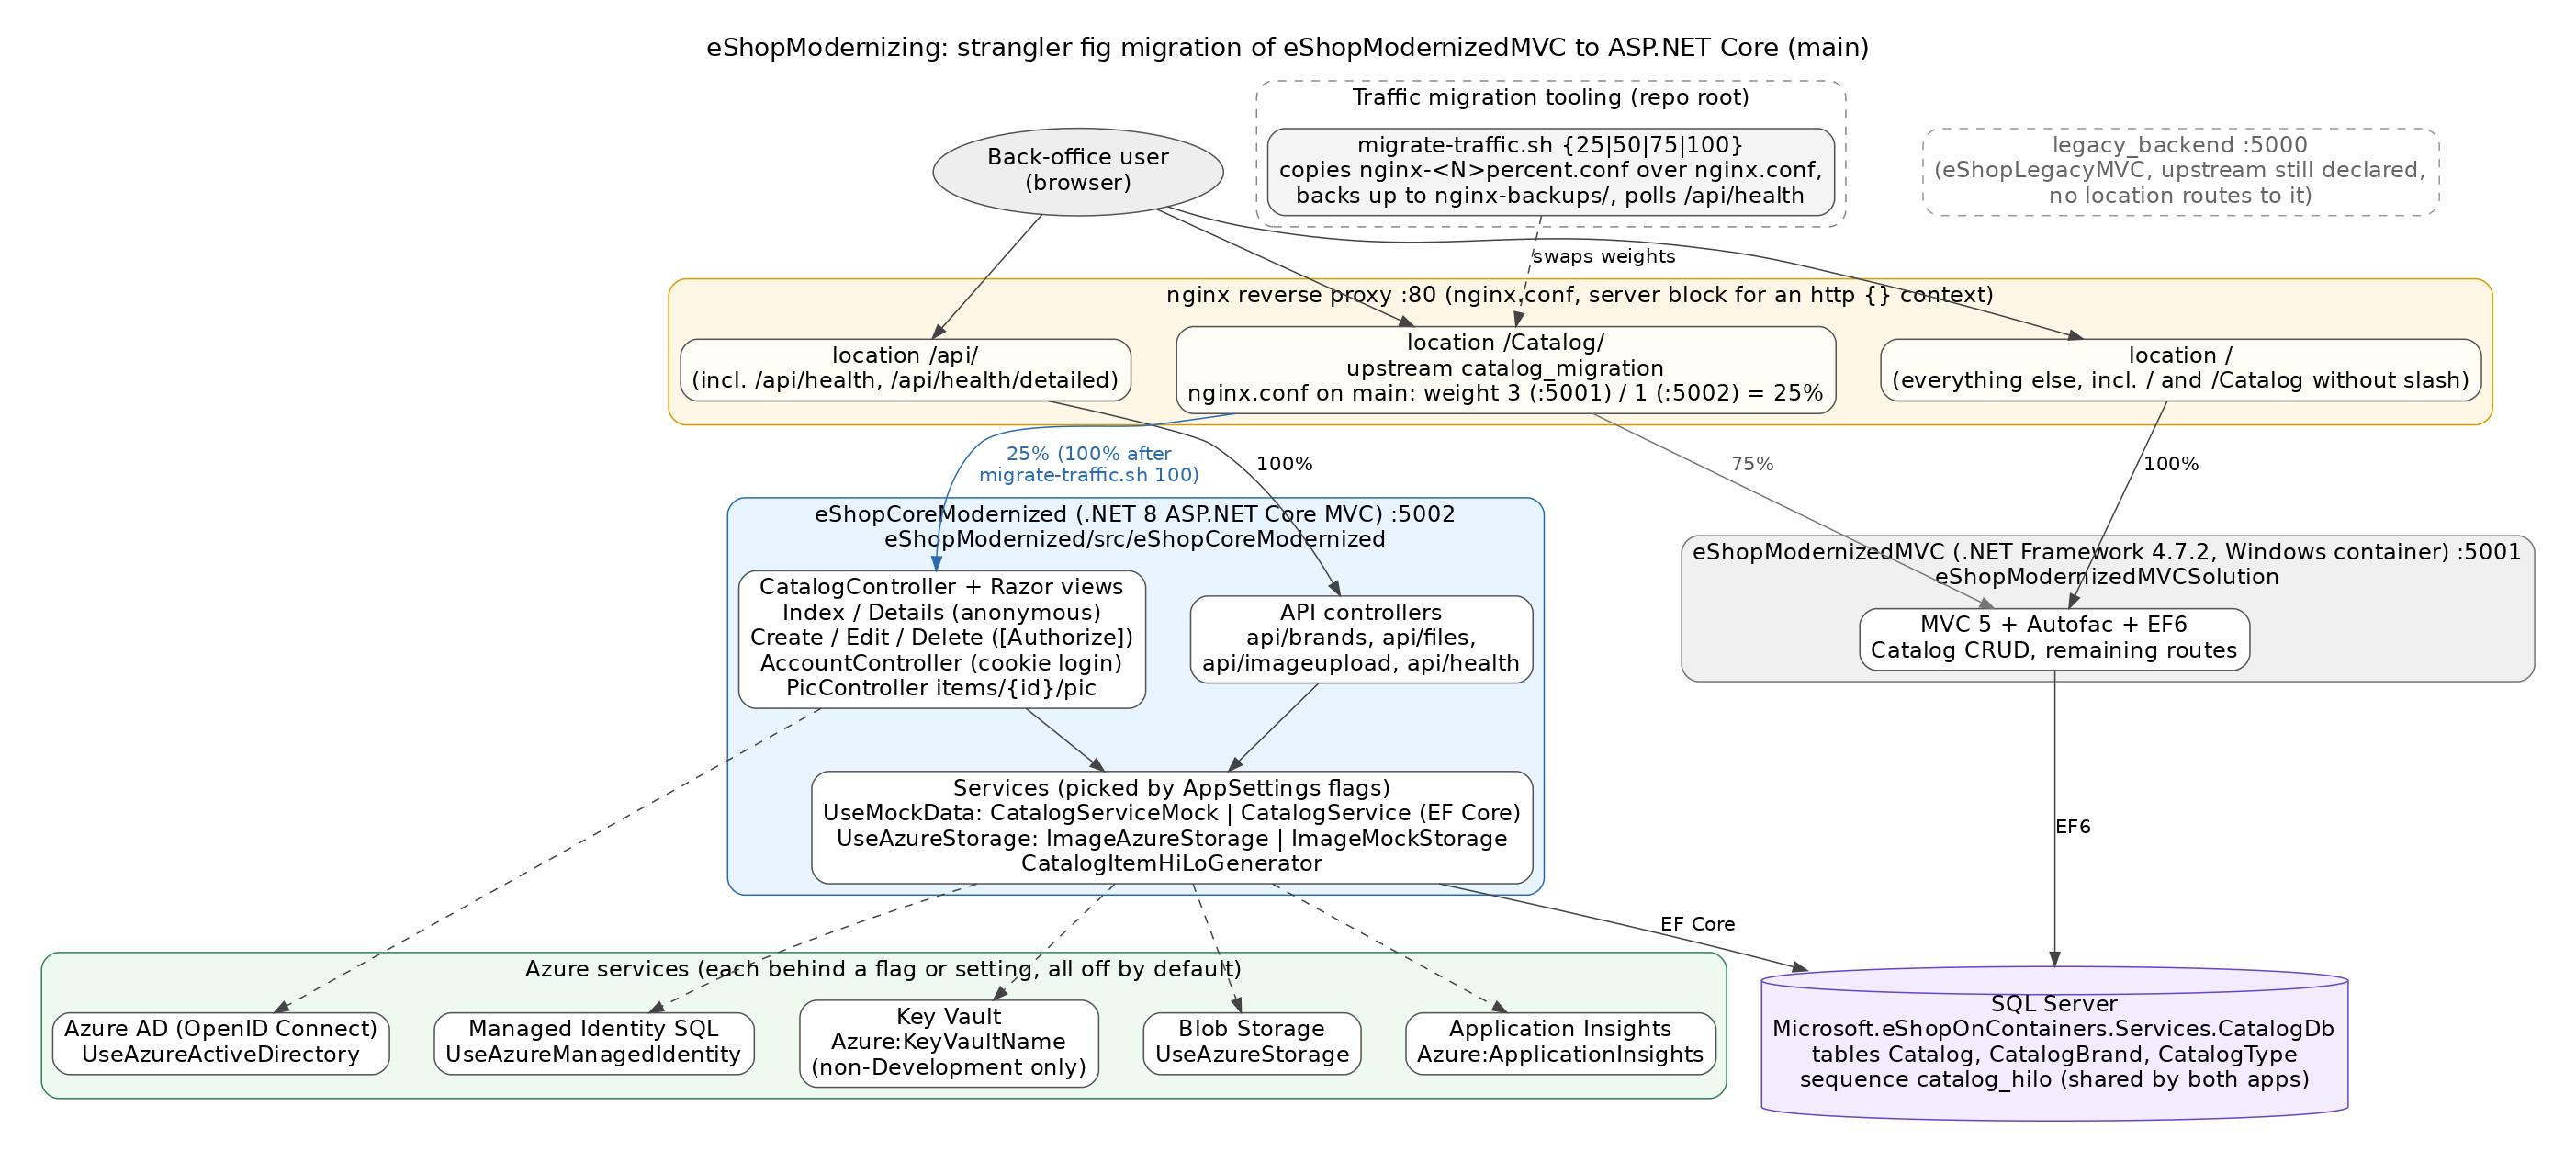 eShopModernizing: strangler fig migration of eShopModernizedMVC to ASP.NET Core (main)
Traffic migration tooling (repo root)
Back-office user
(browser)
migrate-traffic.sh {25|50|75|100}
copies nginx-<N>percent.conf over nginx.conf,
backs up to nginx-backups/, polls /api/health
legacy_backend :5000
(eShopLegacyMVC, upstream still declared,
no location routes to it)
swaps weights
nginx reverse proxy :80 (nginx.conf, server block for an http {} context)
location /api/
(incl. /api/health, /api/health/detailed)
location /Catalog/
upstream catalog_migration
nginx.conf on main: weight 3 (:5001) / 1 (:5002) = 25%
location /
(everything else, incl. / and /Catalog without slash)
25% (100% after
migrate-traffic.sh 100)
100%
75%
100%
eShopCoreModernized (.NET 8 ASP.NET Core MVC) :5002
eShopModernized/src/eShopCoreModernized
eShopModernizedMVC (.NET Framework 4.7.2, Windows container) :5001
eShopModernizedMVCSolution
CatalogController + Razor views
Index / Details (anonymous)
Create / Edit / Delete ([Authorize])
AccountController (cookie login)
PicController items/{id}/pic
API controllers
api/brands, api/files,
api/imageupload, api/health
MVC 5 + Autofac + EF6
Catalog CRUD, remaining routes
Services (picked by AppSettings flags)
UseMockData: CatalogServiceMock | CatalogService (EF Core)
UseAzureStorage: ImageAzureStorage | ImageMockStorage
CatalogItemHiLoGenerator
EF6
EF Core
Azure services (each behind a flag or setting, all off by default)
Azure AD (OpenID Connect)
UseAzureActiveDirectory
Managed Identity SQL
UseAzureManagedIdentity
Key Vault
Azure:KeyVaultName
(non-Development only)
Blob Storage
UseAzureStorage
Application Insights
Azure:ApplicationInsights
SQL Server
Microsoft.eShopOnContainers.Services.CatalogDb
tables Catalog, CatalogBrand, CatalogType
sequence catalog_hilo (shared by both apps)